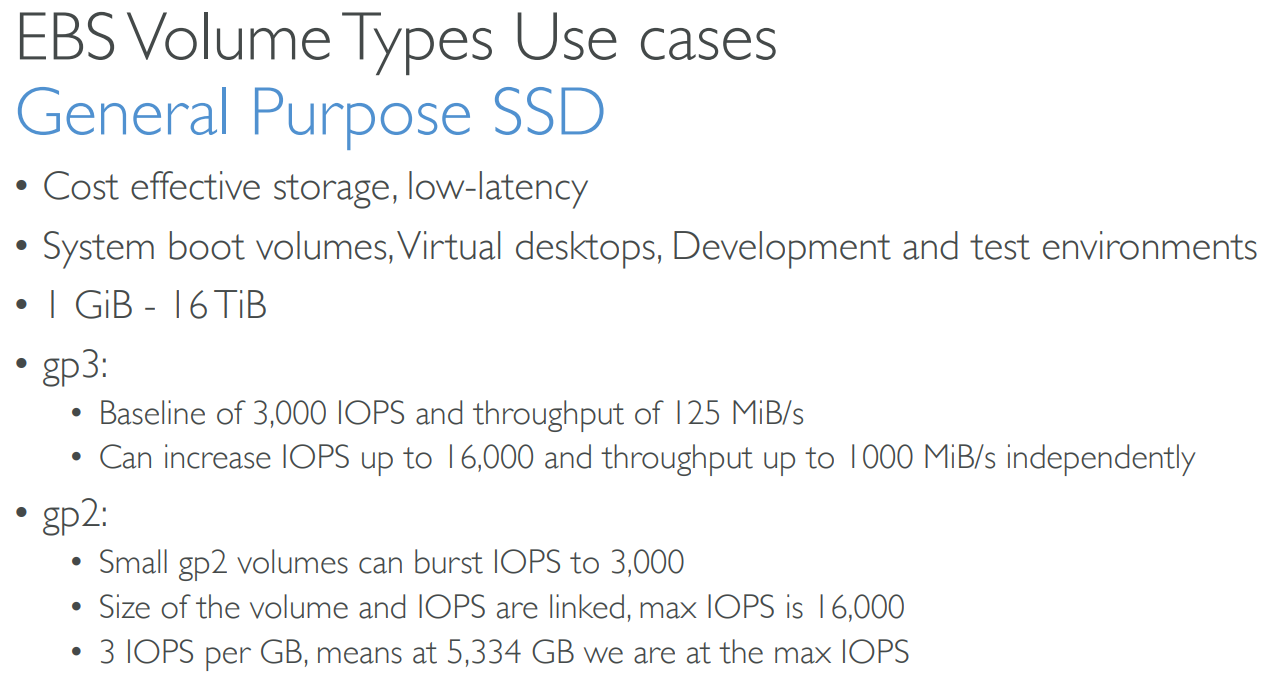 EBS Volume Types Use cases
General Purpose SSD
• Cost effective storage, low-latency
• System boot volumes, Virtual desktops, Development and test environments
• 1 GiB - 16 TiB
• gp3:
• Baseline of 3,000 IOPS and throughput of 125 MiB/s
• Can increase IOPS up to 16,000 and throughput up to 1000 MiB/s independently
• gp2:
• Small gp2 volumes can burst IOPS to 3,000
• Size of the volume and IOPS are linked, max IOPS is 16,000
• 3 IOPS per GB, means at 5,334 GB we are at the max IOPS